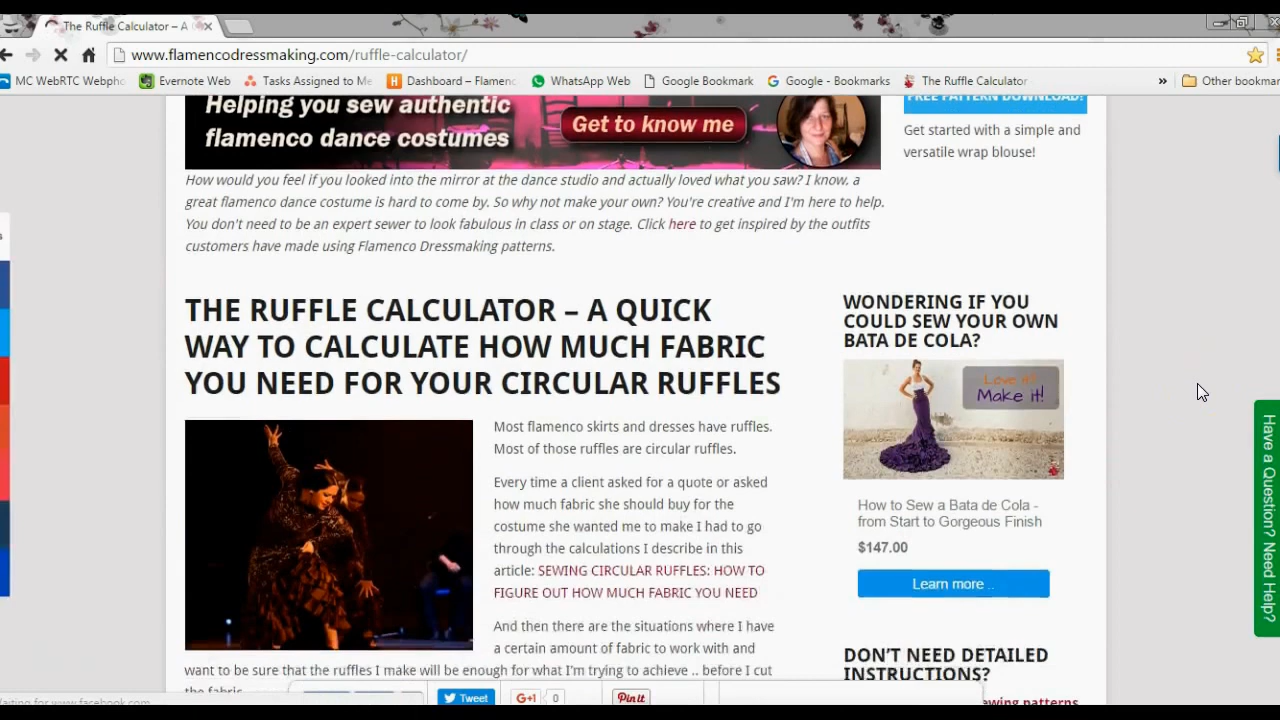 The Ruffle Calculator – A
www.flamencodressmaking.com/ruffle-calculator/
MC WebRTC Webpho
Evernote Web
Tasks Assigned to Me
Dashboard – Flamenc
WhatsApp Web
Google Bookmark
Google - Bookmarks
The Ruffle Calculator
»
Other Bookmar
Helping you sew authentic
flamenco dance costumes
Get to know me
FREE PATTERN DOWNLOAD!
Get started with a simple and
versatile wrap blouse!
How would you feel if you looked into the mirror at the dance studio and actually loved what you saw? I know, a
great flamenco dance costume is hard to come by. So why not make your own? You're creative and I'm here to help.
You don't need to be an expert sewer to look fabulous in class or on stage. Click here to get inspired by the outfits
customers have made using Flamenco Dressmaking patterns.
THE RUFFLE CALCULATOR – A QUICK
WAY TO CALCULATE HOW MUCH FABRIC
YOU NEED FOR YOUR CIRCULAR RUFFLES
Most flamenco skirts and dresses have ruffles.
Most of those ruffles are circular ruffles.
Every time a client asked for a quote or asked
how much fabric she should buy for the
costume she wanted me to make I had to go
through the calculations I describe in this
article: SEWING CIRCULAR RUFFLES: HOW TO
FIGURE OUT HOW MUCH FABRIC YOU NEED
And then there are the situations where I have
a certain amount of fabric to work with and
want to be sure that the ruffles I make will be enough for what I'm trying to achieve .. before I cut
the fabric
WONDERING IF YOU
COULD SEW YOUR OWN
BATA DE COLA?
Love it?
Make it!
How to Sew a Bata de Cola -
from Start to Gorgeous Finish
$147.00
Learn more ..
DON'T NEED DETAILED
INSTRUCTIONS?
sewing patterns
Have a Question? Need Help?
Tweet
G+1
0
Pin it
Waiting for www.facebook.com